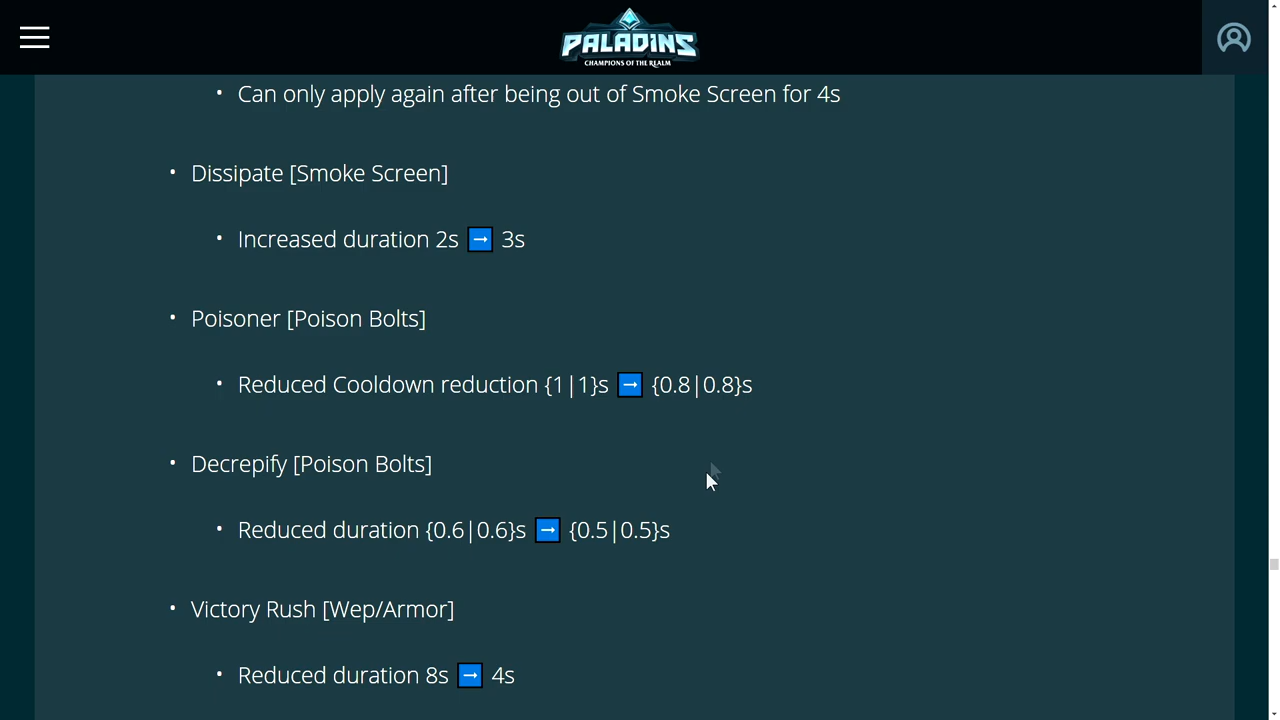 PALADINS
CHAMPIONS OF THE REALM
• Can only apply again after being out of Smoke Screen for 4s
• Dissipate [Smoke Screen]
• Increased duration 2s ➡ 3s
• Poisoner [Poison Bolts]
• Reduced Cooldown reduction {1|1}s ➡ {0.8|0.8}s
• Decrepify [Poison Bolts]
• Reduced duration {0.6|0.6}s ➡ {0.5|0.5}s
• Victory Rush [Wep/Armor]
• Reduced duration 8s ➡ 4s